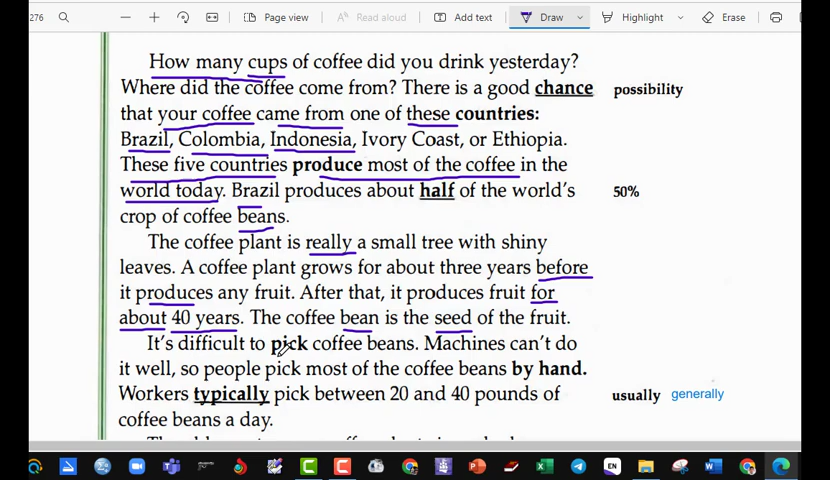 276
Page view
Read aloud
Add text
Draw
Highlight
Erase
How many cups of coffee did you drink yesterday?
Where did the coffee come from? There is a good chance possibility
that your coffee came from one of these countries:
Brazil, Colombia, Indonesia, Ivory Coast, or Ethiopia.
These five countries produce most of the coffee in the
world today. Brazil produces about half of the world's 50%
crop of coffee beans.
The coffee plant is really a small tree with shiny
leaves. A coffee plant grows for about three years before
it produces any fruit. After that, it produces fruit for
about 40 years. The coffee bean is the seed of the fruit.
It's difficult to pick coffee beans. Machines can't do
it well, so people pick most of the coffee beans by hand.
Workers typically pick between 20 and 40 pounds of usually generally
coffee beans a day.
EN